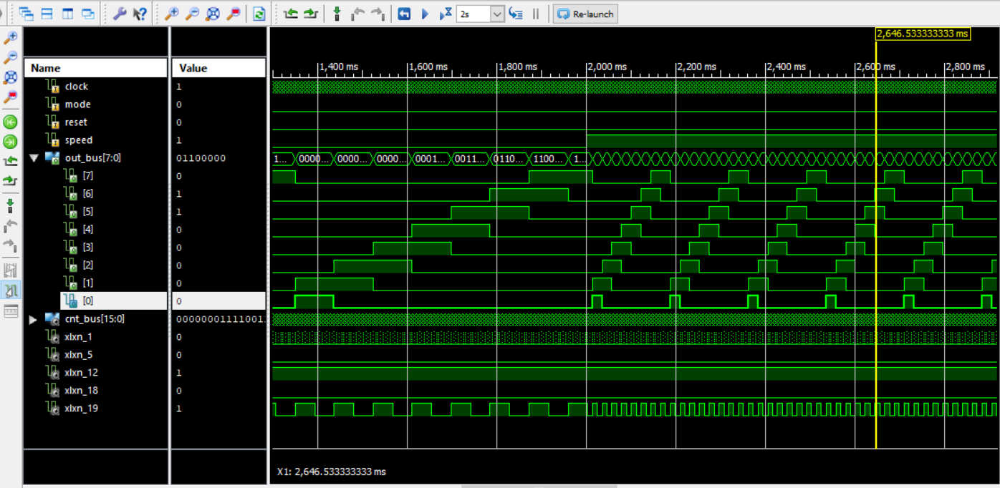 2s
Re-launch
2,646.533333333 ms
Name Value
1,400 ms 1,600 ms 1,800 ms 2,000 ms 2,200 ms 2,400 ms 2,600 ms 2,800 ms
clock 1
mode 0
reset 0
speed 1
out_bus[7:0] 01100000 1... 0000... 0000... 0000... 0001... 0011... 0110... 1100... 1...
[7] 0
[6] 1
[5] 1
[4] 0
[3] 0
[2] 0
[1] 0
[0] 0
cnt_bus[15:0] 00000001111001.
xlxn_1 0
xlxn_5 0
xlxn_12 1
xlxn_18 0
xlxn_19 1
X1: 2,646.533333333 ms